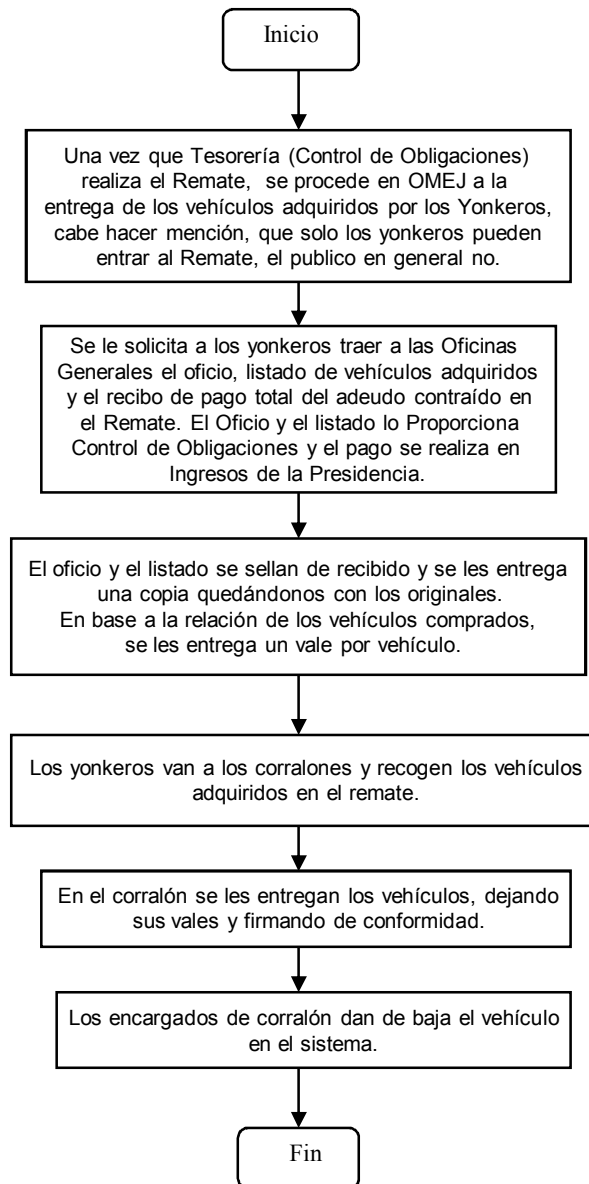 Inicio
Una vez que Tesorería (Control de Obligaciones)
realiza el Remate, se procede en OMEJ a la
entrega de los vehículos adquiridos por los Yonkeros,
cabe hacer mención, que solo los yonkeros pueden
entrar al Remate, el publico en general no.
Se le solicita a los yonkeros traer a las Oficinas
Generales el oficio, listado de vehículos adquiridos
y el recibo de pago total del adeudo contraído en
el Remate. El Oficio y el listado lo Proporciona
Control de Obligaciones y el pago se realiza en
Ingresos de la Presidencia.
El oficio y el listado se sellan de recibido y se les entrega
una copia quedándonos con los originales.
En base a la relación de los vehículos comprados,
se les entrega un vale por vehículo.
Los yonkeros van a los corralones y recogen los vehículos
adquiridos en el remate.
En el corralón se les entregan los vehículos, dejando
sus vales y firmando de conformidad.
Los encargados de corralón dan de baja el vehículo
en el sistema.
Fin